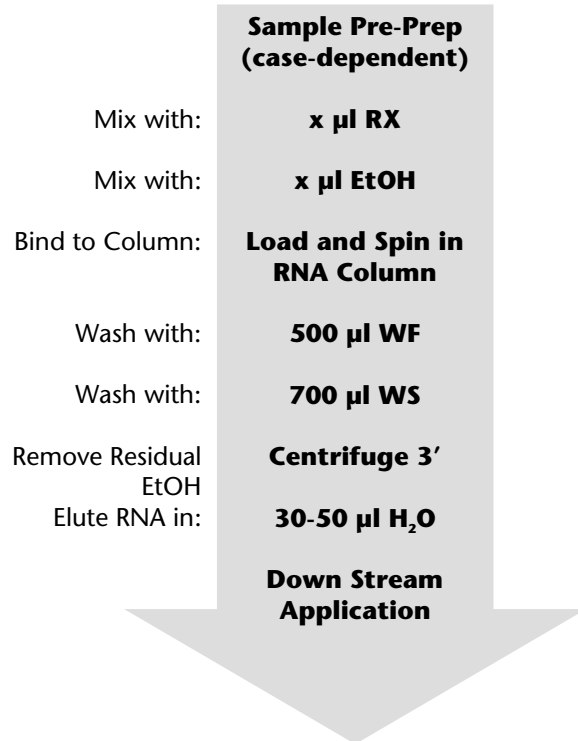 Sample Pre-Prep
(case-dependent)
Mix with: x µl RX
Mix with: x µl EtOH
Bind to Column: Load and Spin in
RNA Column
Wash with: 500 µl WF
Wash with: 700 µl WS
Remove Residual Centrifuge 3′
EtOH
Elute RNA in: 30-50 µl H₂O
Down Stream
Application